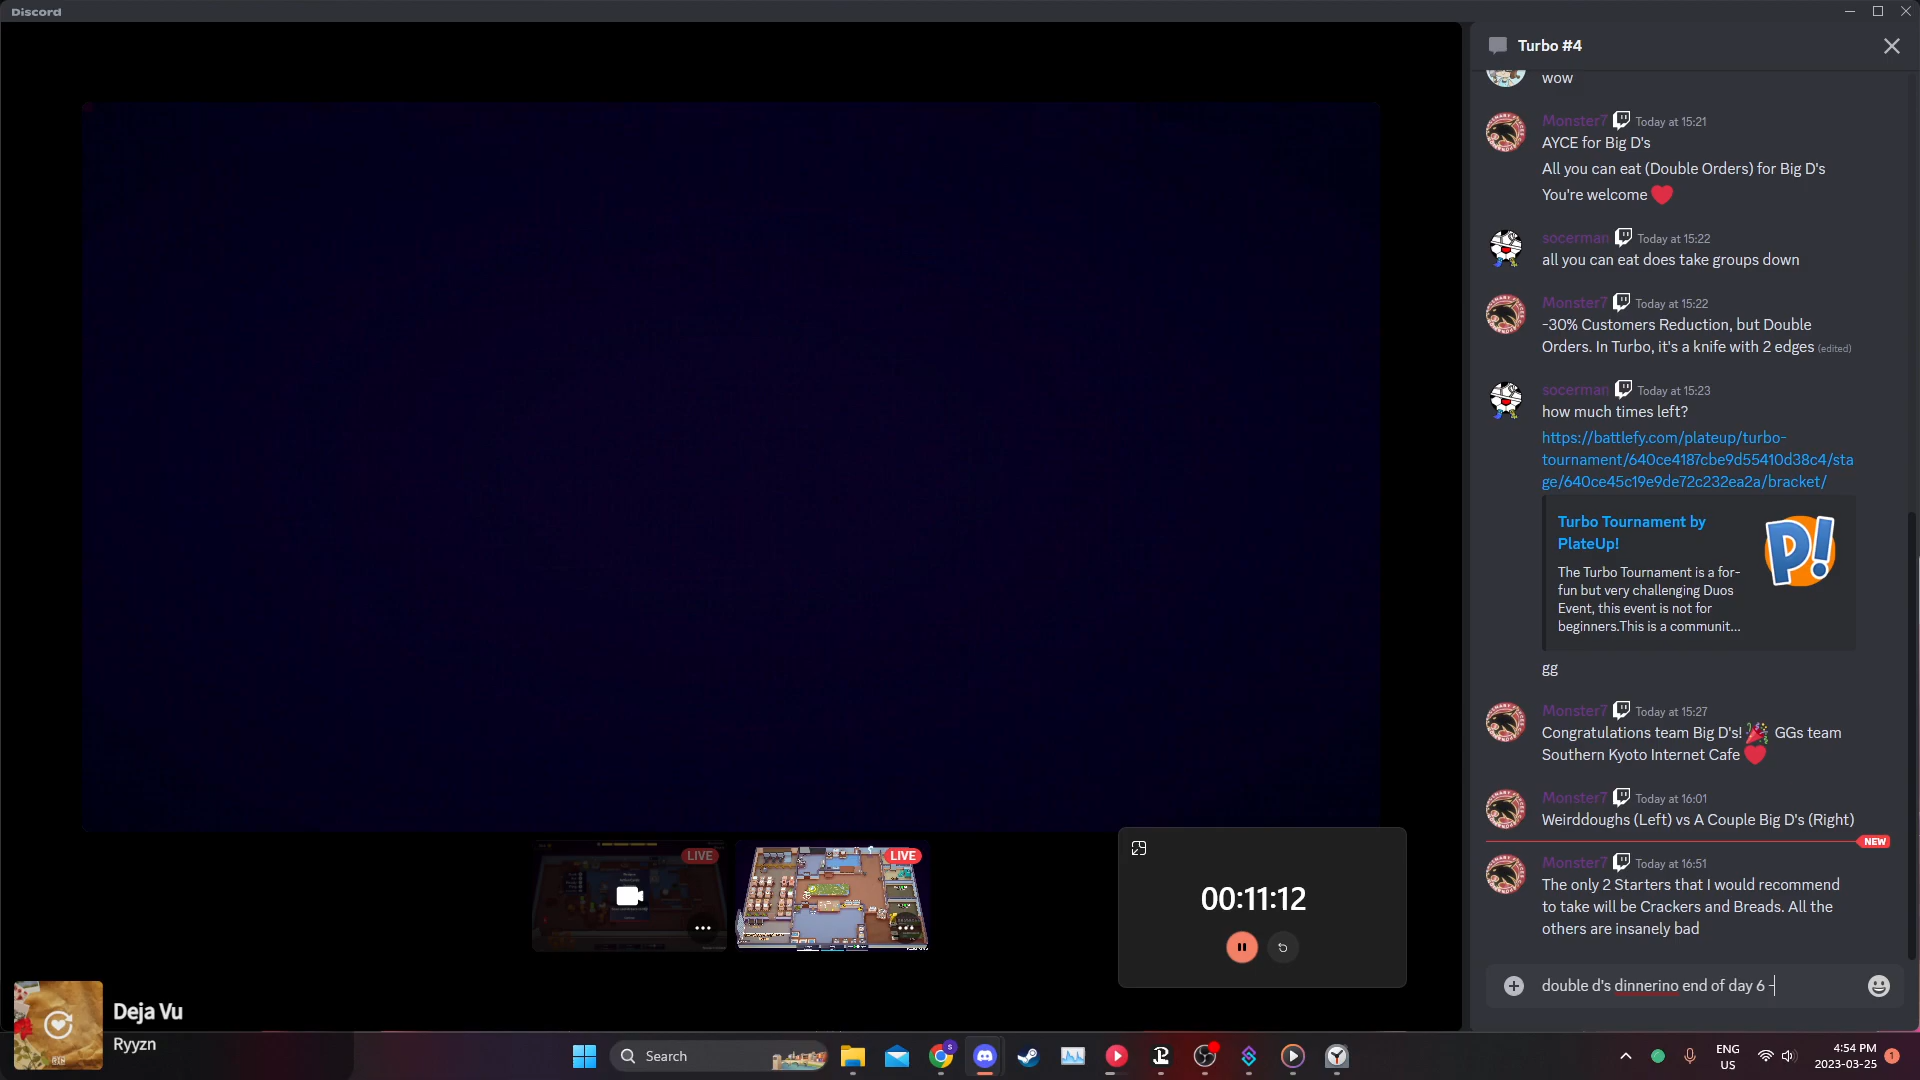 Discord
Turbo #4
wow
Monster7 Today at 15:21
AYCE for Big D's
All you can eat (Double Orders) for Big D's
You're welcome
socerman Today at 15:22
all you can eat does take groups down
Monster7 Today at 15:22
-30% Customers Reduction, but Double
Orders. In Turbo, it's a knife with 2 edges (edited)
socerman Today at 15:23
how much times left?
https://battlefy.com/plateup/turbo-
tournament/640ce4187cbe9d55410d38c4/sta
ge/640ce45c19e9de72c232ea2a/bracket/
Turbo Tournament by
PlateUp!
P!
The Turbo Tournament is a for-
fun but very challenging Duos
Event, this event is not for
beginners.This is a communit...
gg
Monster7 Today at 15:27
Congratulations team Big D's! GGs team
Southern Kyoto Internet Cafe
Monster7 Today at 16:01
Weirddoughs (Left) vs A Couple Big D's (Right)
NEW
Monster7 Today at 16:51
The only 2 Starters that I would recommend
to take will be Crackers and Breads. All the
others are insanely bad
double d's dinnerino end of day 6 -
LIVE
LIVE
00:11:12
Deja Vu
Ryyzn
Search
ENG
US
4:54 PM
2023-03-25
1